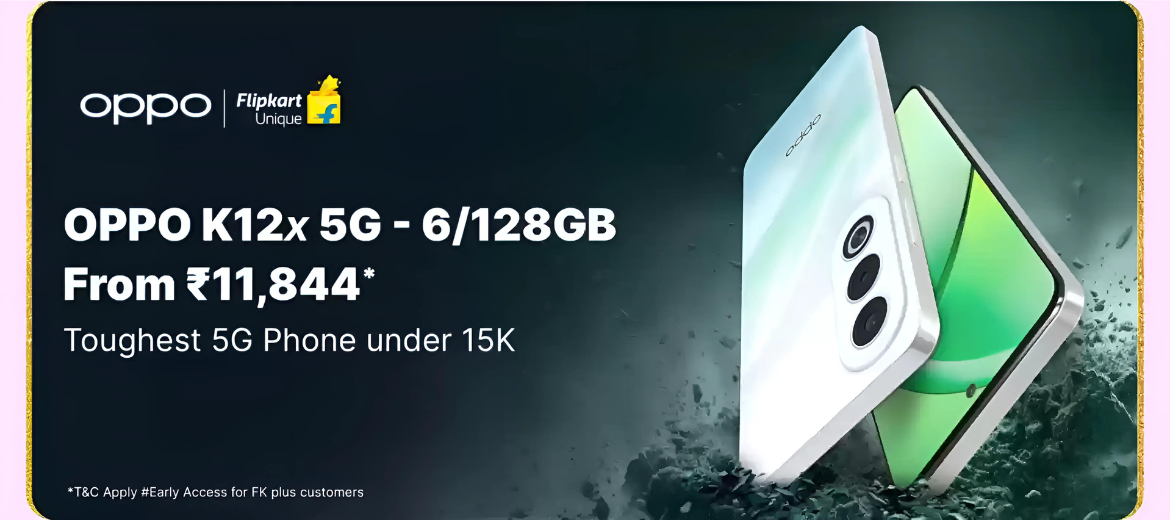 oppo
Flipkart
Unique
OPPO K12x 5G - 6/128GB
From ₹11,844*
Toughest 5G Phone under 15K
*T&C Apply #Early Access for FK plus customers
oppo